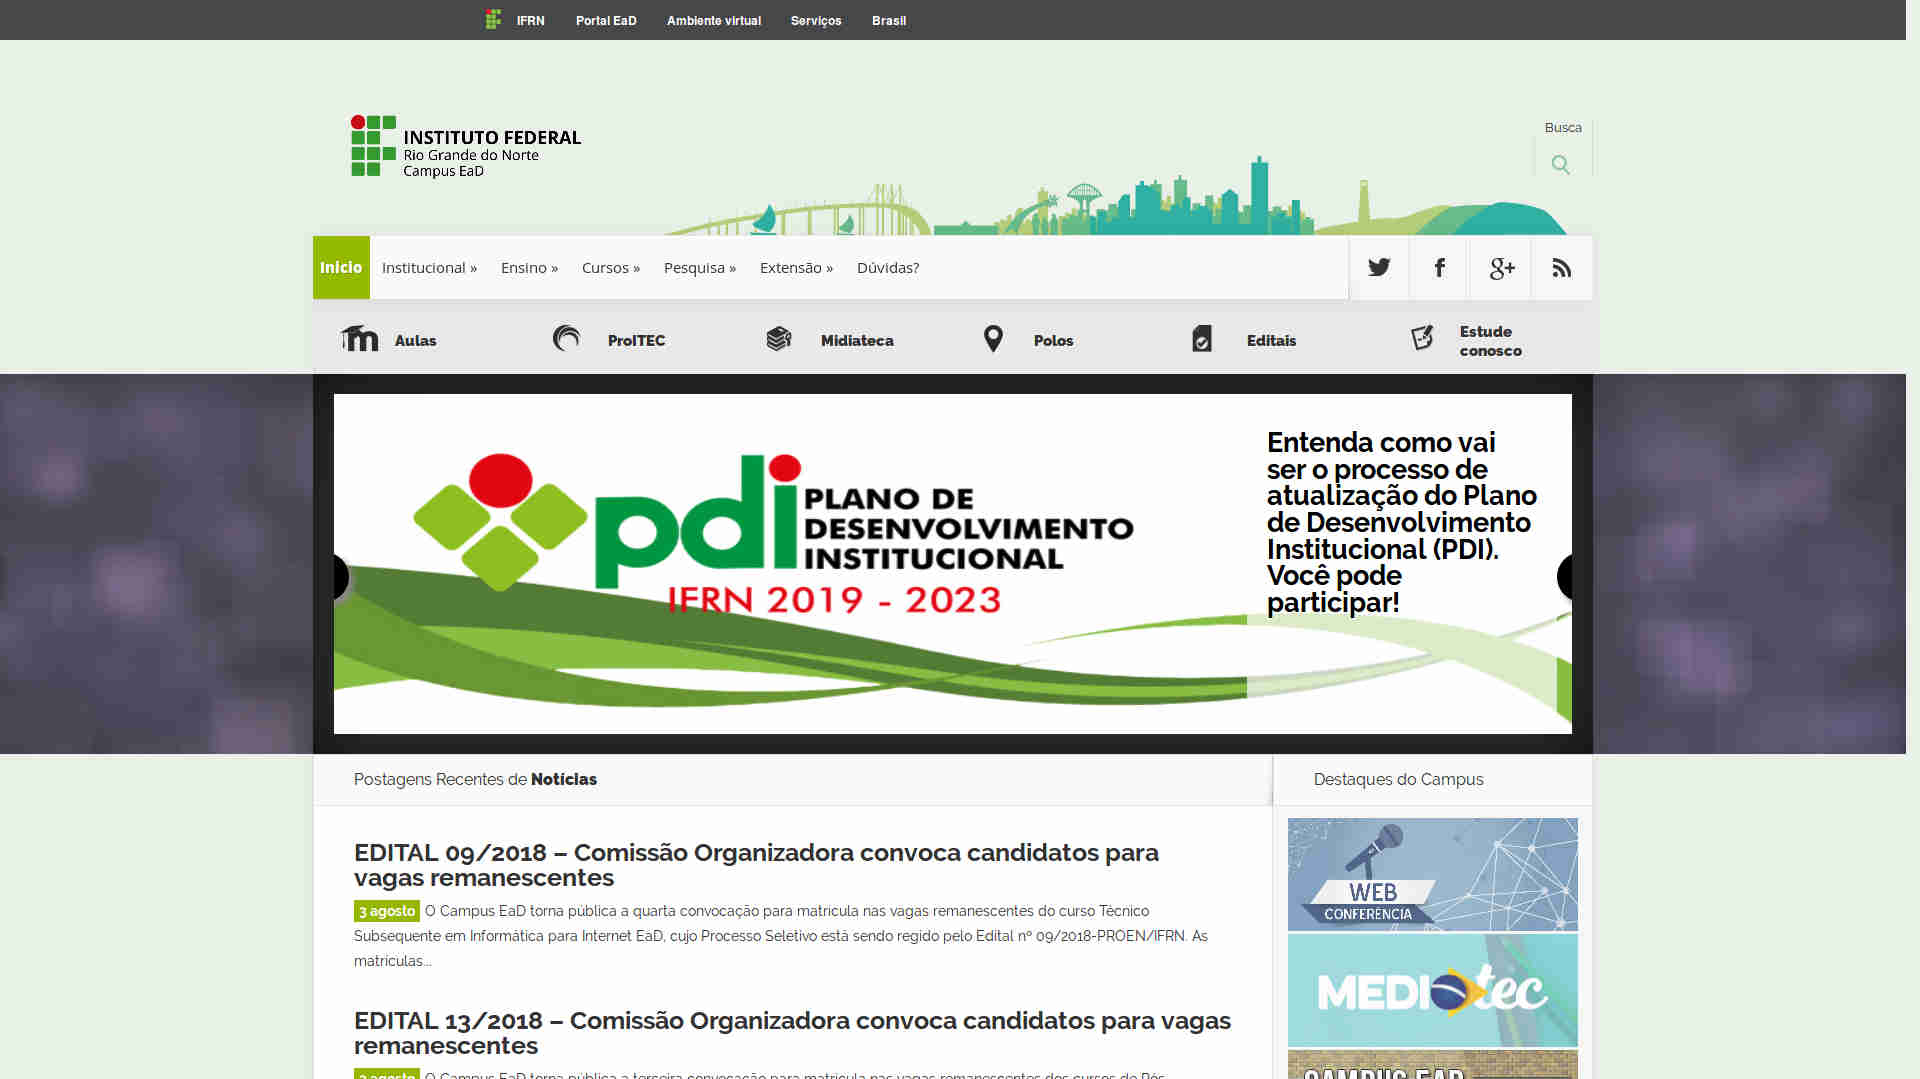 IFRN Portal EaD Ambiente virtual Serviços Brasil
INSTITUTO FEDERAL
Rio Grande do Norte
Campus EaD
Busca
Início Institucional » Ensino » Cursos » Pesquisa » Extensão » Dúvidas?
Aulas ProITEC Midiateca Polos Editais Estude
conosco
pdi PLANO DE
DESENVOLVIMENTO
INSTITUCIONAL
IFRN 2019 - 2023
Entenda como vai
ser o processo de
atualização do Plano
de Desenvolvimento
Institucional (PDI).
Você pode
participar!
Postagens Recentes de Notícias
Destaques do Campus
EDITAL 09/2018 – Comissão Organizadora convoca candidatos para
vagas remanescentes
3 agosto O Campus EaD torna pública a quarta convocação para matrícula nas vagas remanescentes do curso Técnico
Subsequente em Informática para Internet EaD, cujo Processo Seletivo está sendo regido pelo Edital nº 09/2018-PROEN/IFRN. As
matrículas...
EDITAL 13/2018 – Comissão Organizadora convoca candidatos para vagas
remanescentes
3 agosto O Campus EaD torna pública a terceira convocação para matrícula nas vagas remanescentes dos cursos de Pós-
WEB
CONFERÊNCIA
MEDIOtec
CAMPUS EAD